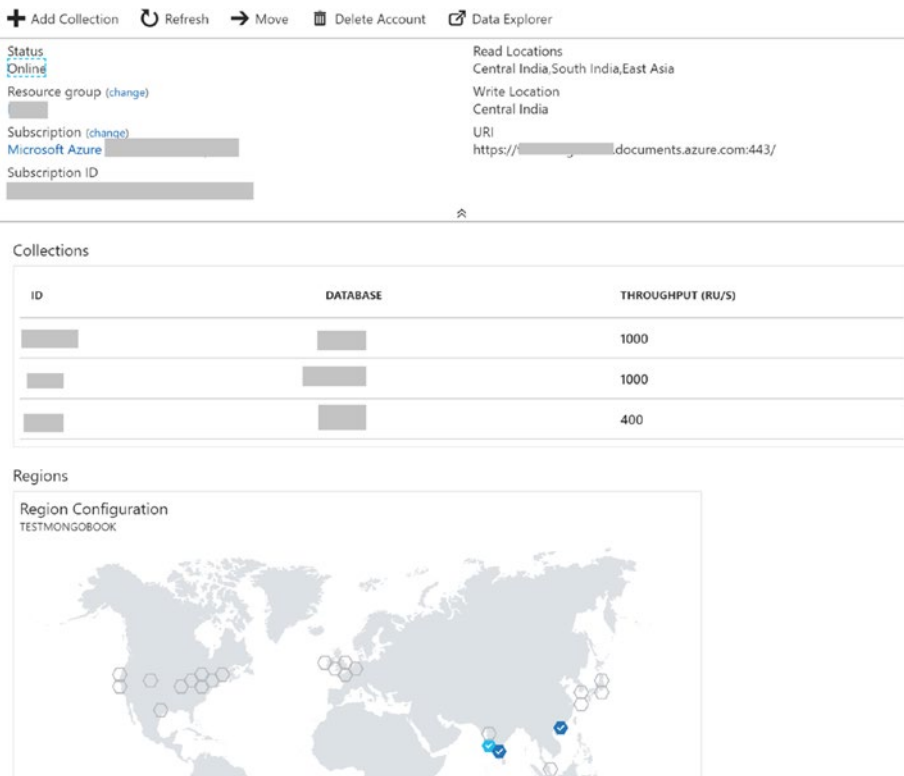 Add Collection Refresh Move Delete Account Data Explorer
Status
Online
Resource group (change)
Subscription (change)
Microsoft Azure
Subscription ID
Read Locations
Central India,South India,East Asia
Write Location
Central India
URI
https:// .documents.azure.com:443/
Collections
ID DATABASE THROUGHPUT (RU/S)
1000
1000
400
Regions
Region Configuration
TESTMONGOBOOK